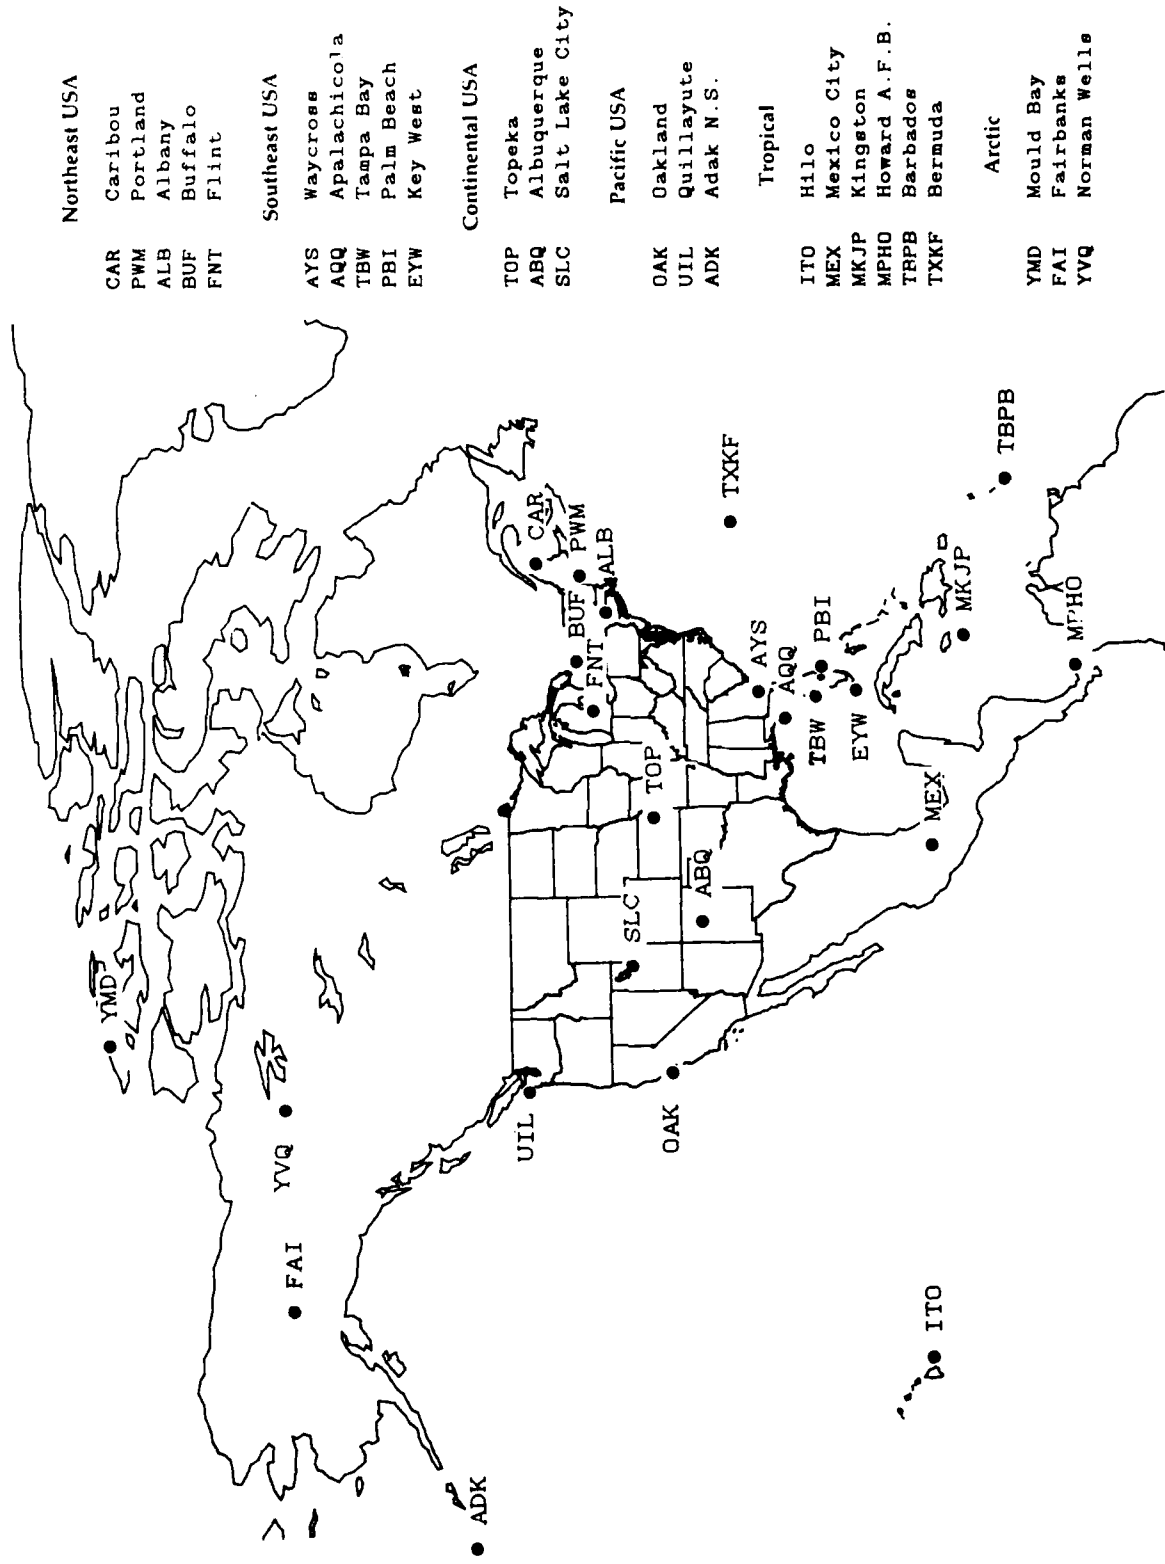 Northeast USA
CAR Caribou
PWM Portland
ALB Albany
BUF Buffalo
FNT Flint
Southeast USA
AYS Waycross
AQQ Apalachicola
TBW Tampa Bay
PBI Palm Beach
EYW Key West
Continental USA
TOP Topeka
ABQ Albuquerque
SLC Salt Lake City
Pacific USA
OAK Oakland
UIL Quillayute
ADK Adak N.S.
Tropical
ITO Hilo
MEX Mexico City
MKJP Kingston
MPHO Howard A.F.B.
TBPB Barbados
TXKF Bermuda
Arctic
YMD Mould Bay
FAI Fairbanks
YVQ Norman Wells
YMD
YVQ
FAI
ADK
UIL
OAK
ITO
SLC
ABQ
TOP
MEX
FNT
BUF
CAR
PWM
ALB
AYS
AQQ
TBW
PBI
EYW
TXKF
MKJP
MPHO
TBPB